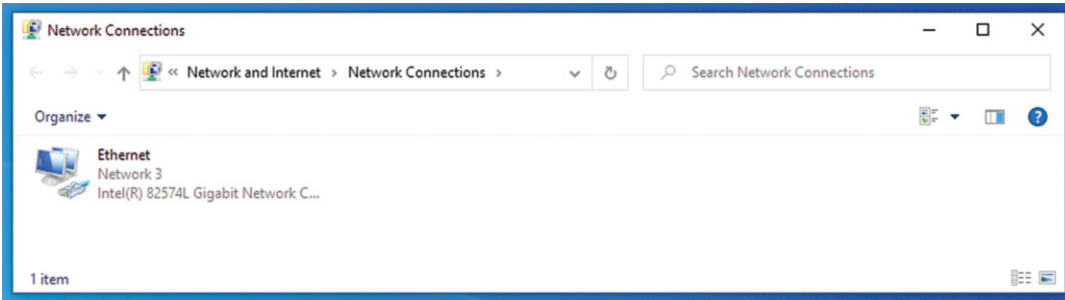 Network Connections
« Network and Internet › Network Connections ›
Search Network Connections
Organize
Ethernet
Network 3
Intel(R) 82574L Gigabit Network C...
1 item